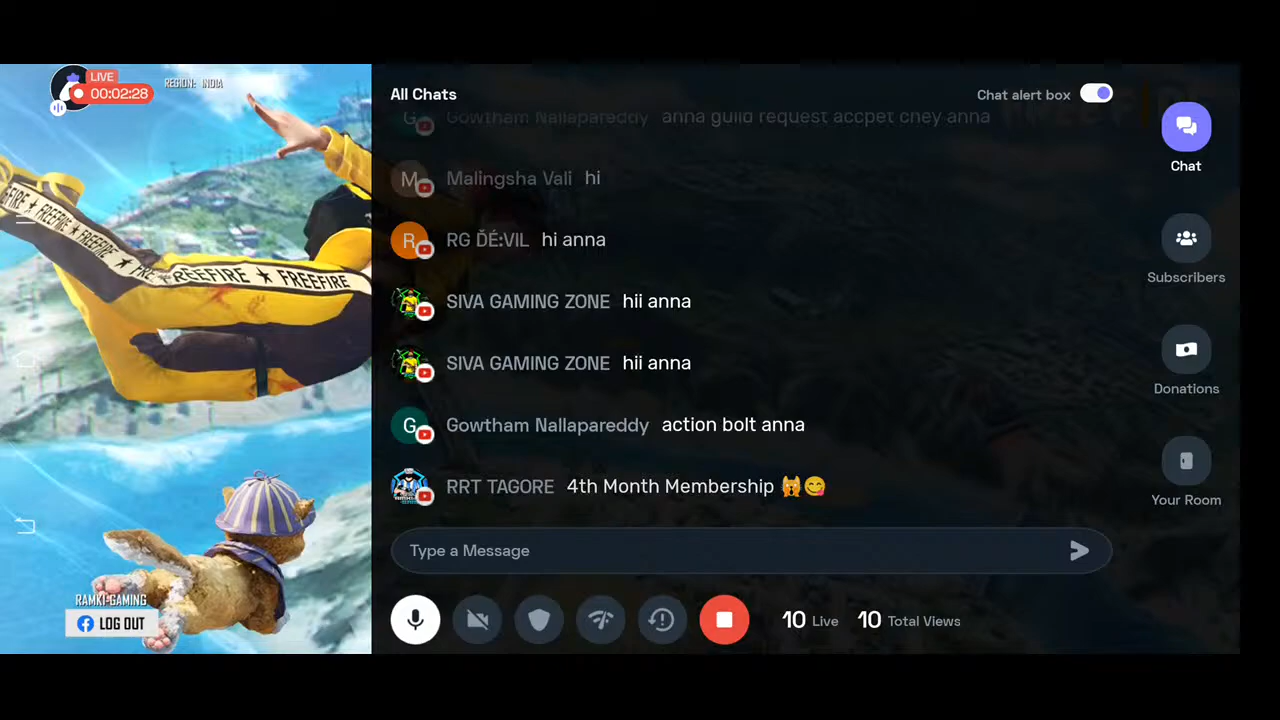 LIVE
00:02:28
REGION: INDIA
FIRE ★ FREEFIRE ★ FREEFIRE ★ FREEFIRE ★ FREEFIRE
RAMKI-GAMING
LOG OUT
All Chats
Chat alert box
G Gowtham Nallapareddy anna guild request accpet chey anna
M Malingsha Vali hi
R RG ĎÉ:VIL hi anna
SIVA GAMING ZONE hii anna
SIVA GAMING ZONE hii anna
G Gowtham Nallapareddy action bolt anna
RRT TAGORE 4th Month Membership 🙀😋
Type a Message
10 Live 10 Total Views
Chat
Subscribers
Donations
Your Room